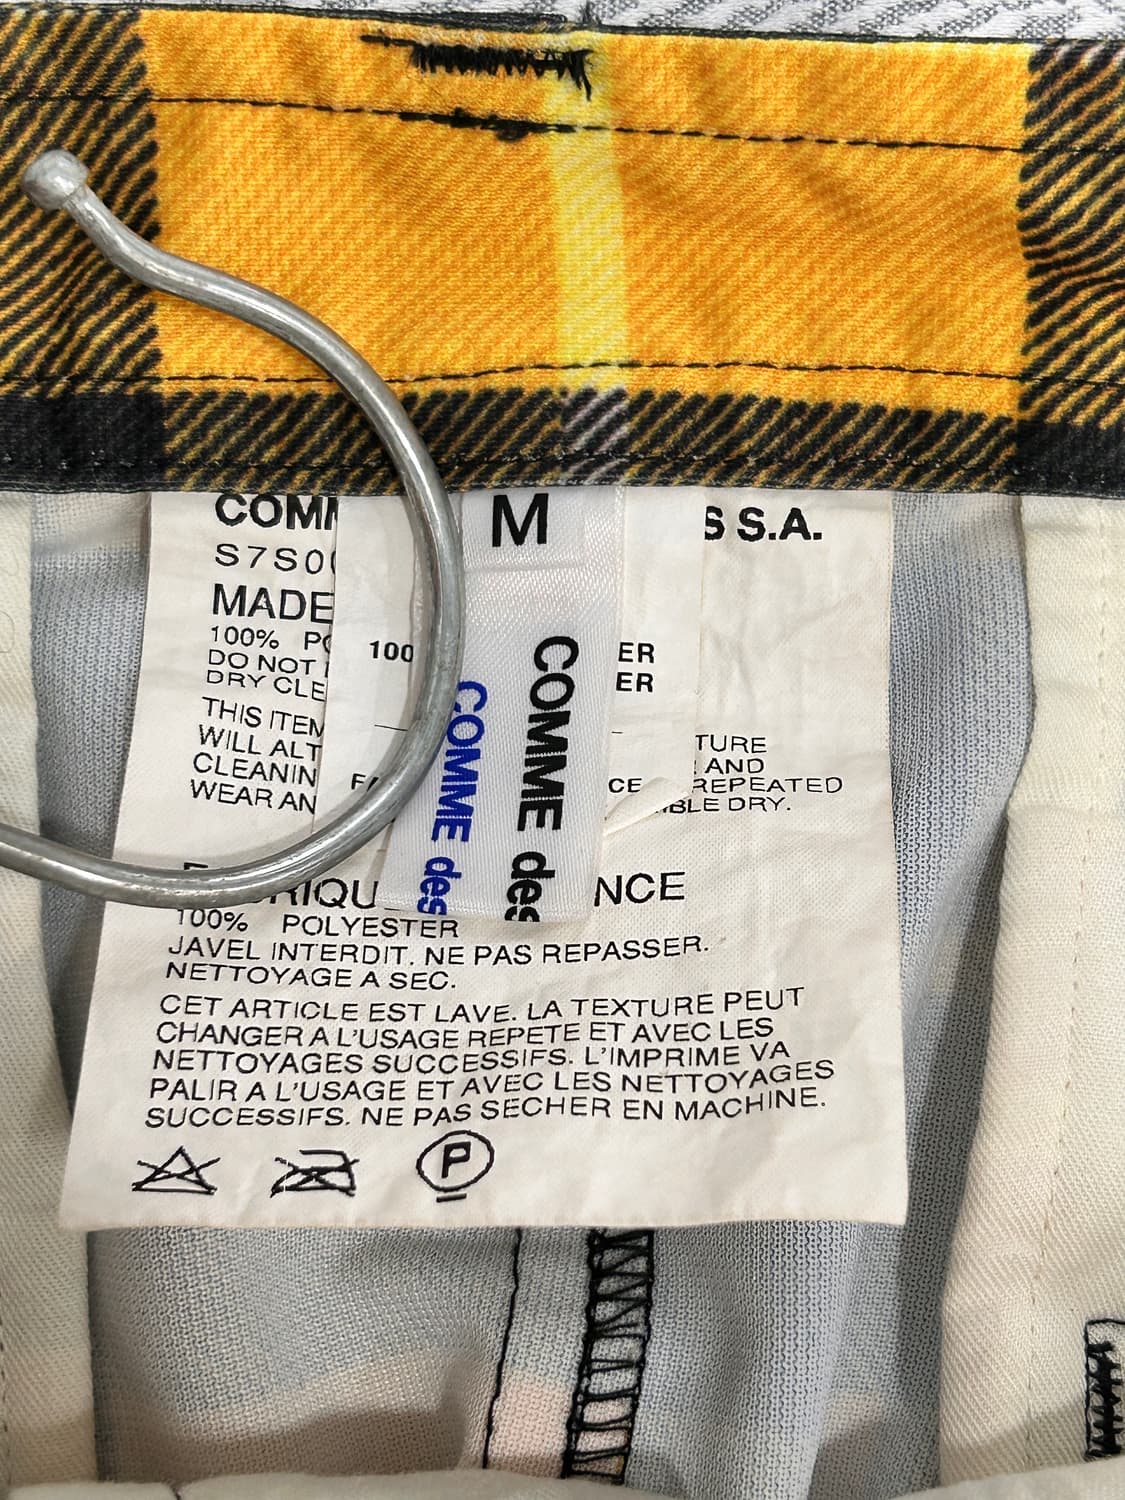 M
S S.A.
MADE
100%
100
ER
DO NOT
ER
DRY CLE
COMME des
COMME des
THIS ITEM
TURE
WILL ALT
AND
CLEANIN
CE
REPEATED
WEAR AN
BLE DRY.
NCE
100% POLYESTER
JAVEL INTERDIT. NE PAS REPASSER.
NETTOYAGE A SEC.
CET ARTICLE EST LAVE. LA TEXTURE PEUT
CHANGER A L'USAGE REPETE ET AVEC LES
NETTOYAGES SUCCESSIFS. L'IMPRIME VA
PALIR A L'USAGE ET AVEC LES NETTOYAGES
SUCCESSIFS. NE PAS SECHER EN MACHINE.
P